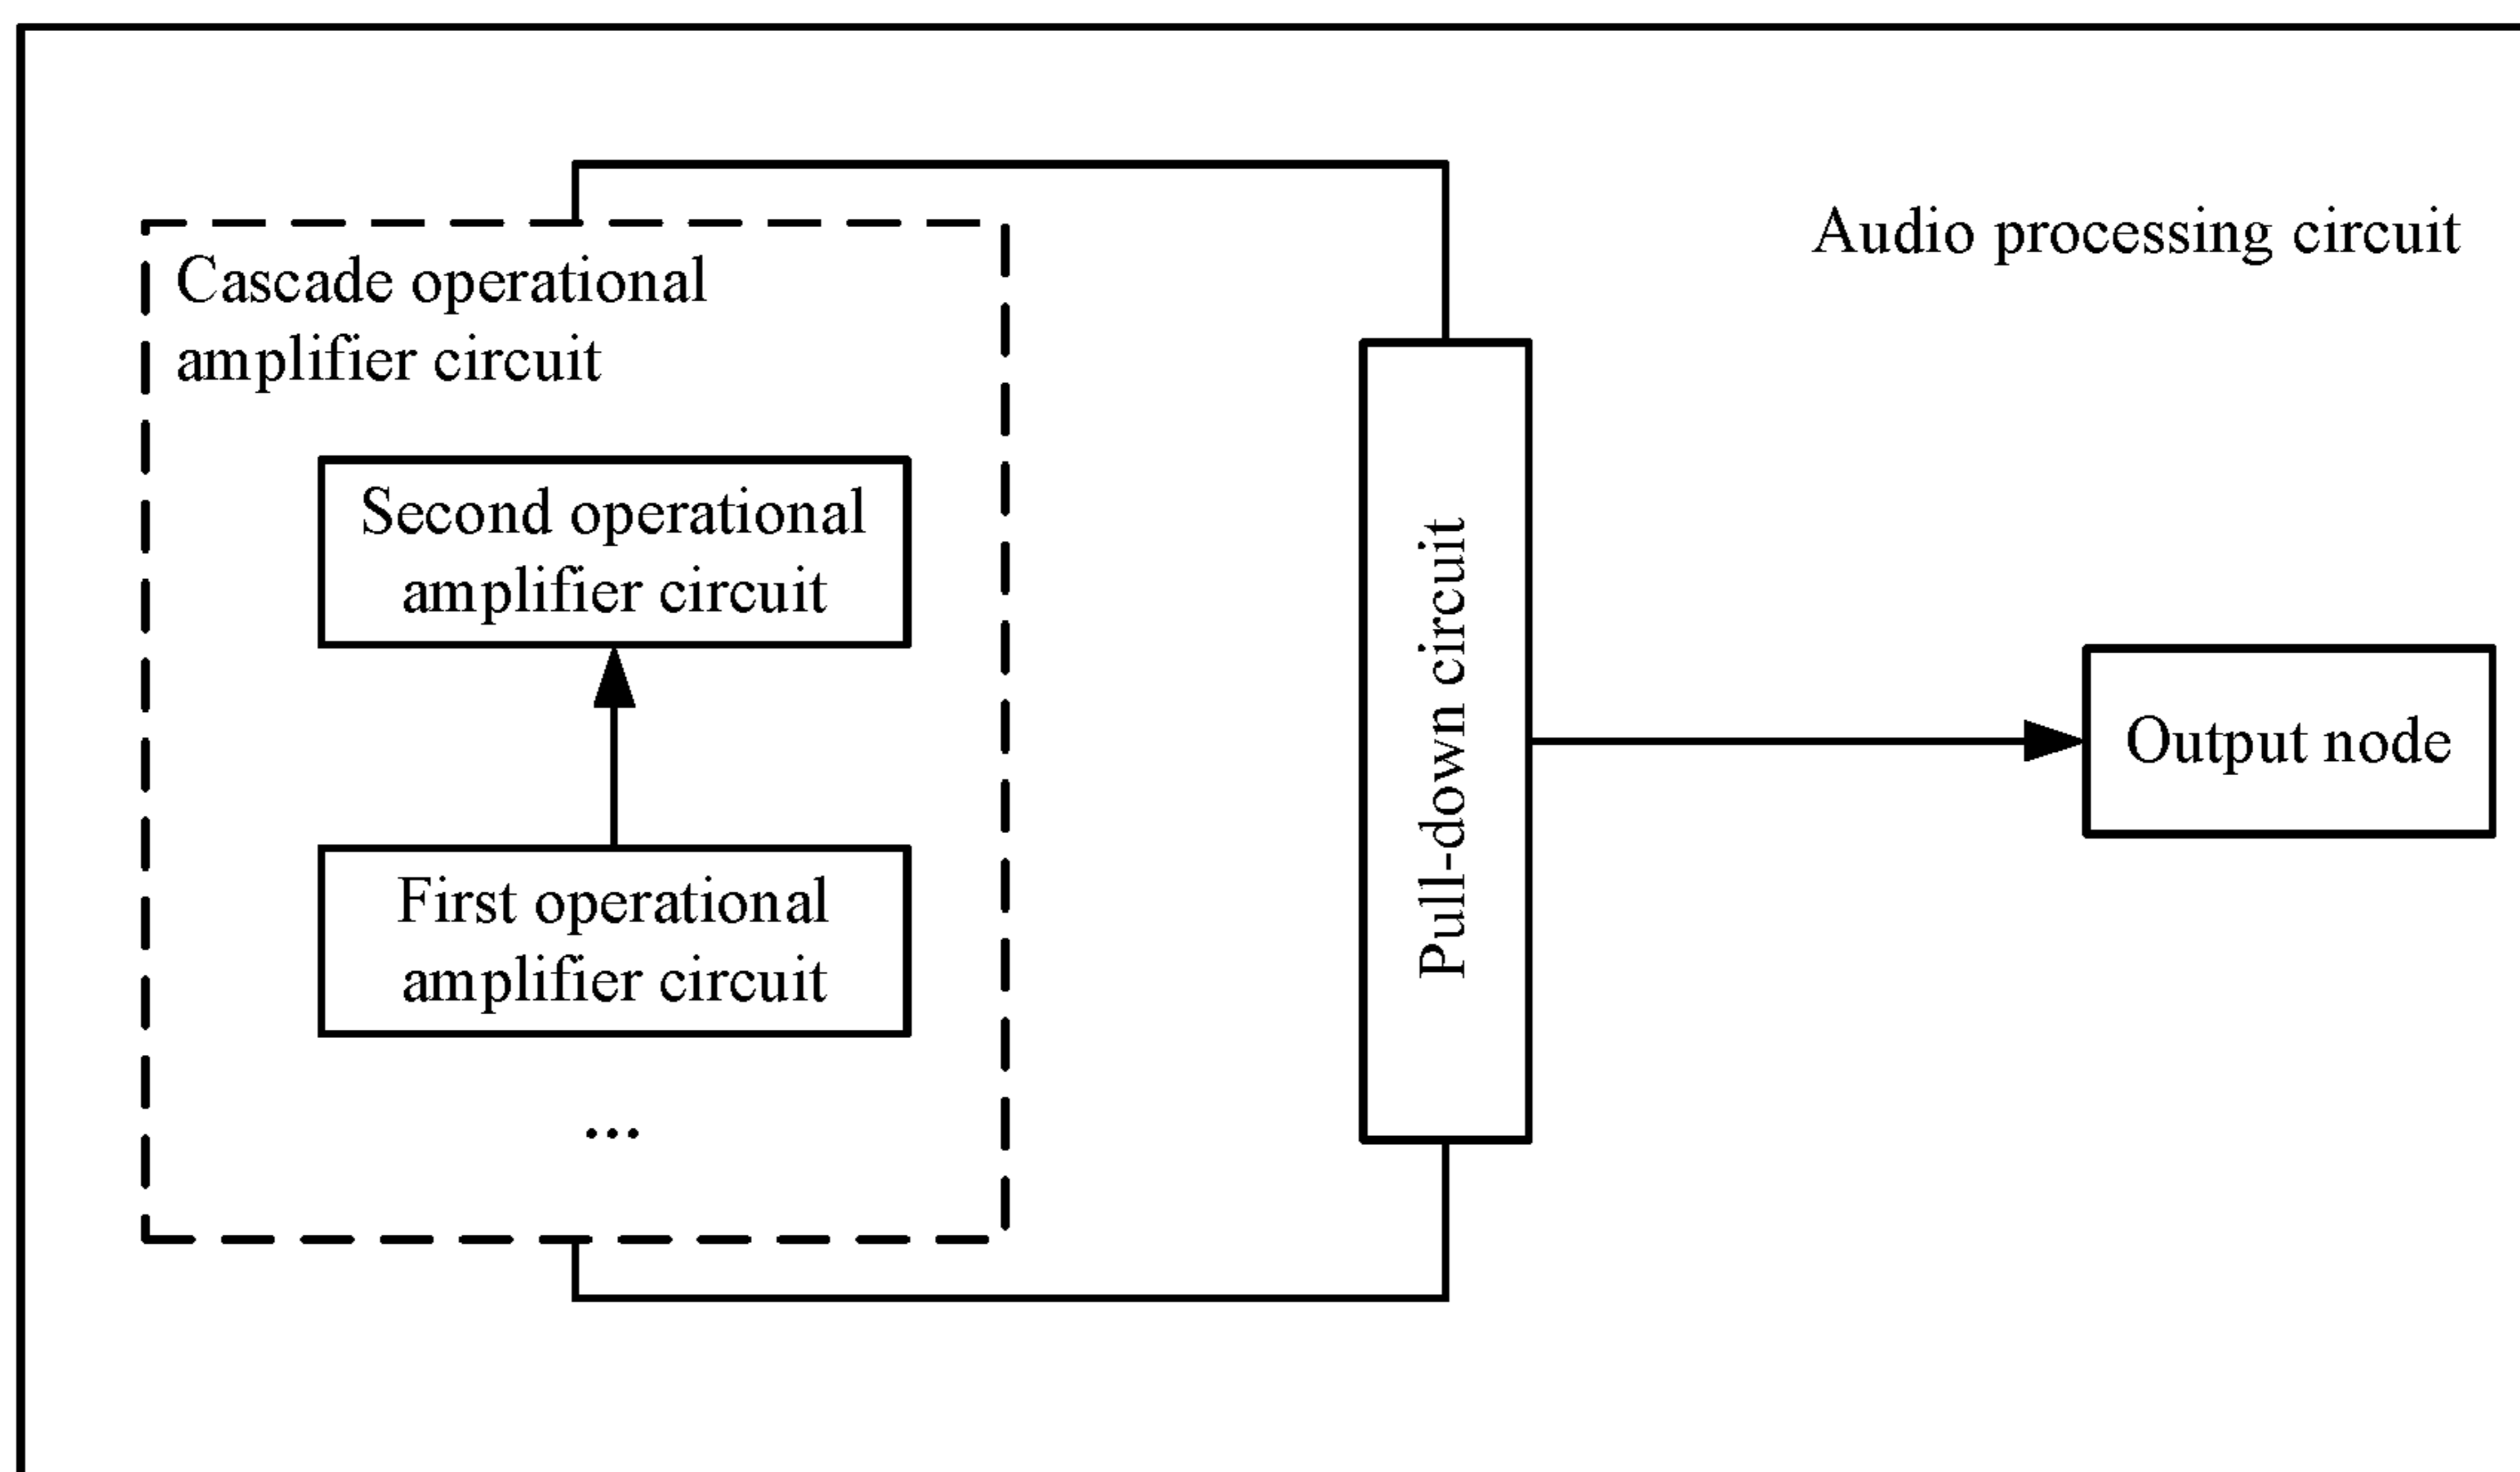 Audio processing circuit
Cascade operational
amplifier circuit
Second operational
amplifier circuit
First operational
amplifier circuit
...
Pull-down circuit
Output node